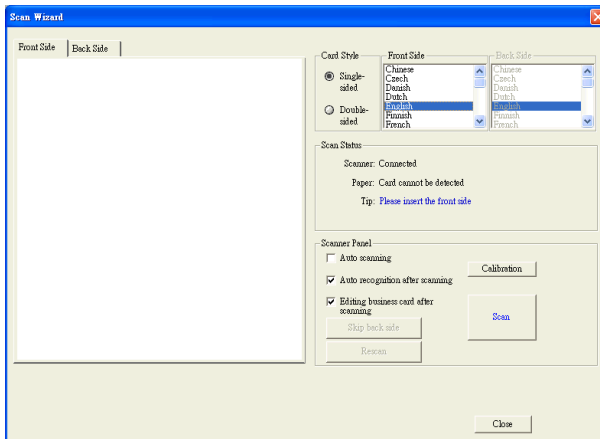 Scan Wizard
Front Side
Back Side
Card Style
Single-
sided
Double-
sided
Front Side
Chinese
Czech
Danish
Dutch
English
Finnish
French
Back Side
Chinese
Czech
Danish
Dutch
English
Finnish
French
Scan Status
Scanner: Connected
Paper: Card cannot be detected
Tip: Please insert the front side
Scanner Panel
Auto scanning
Auto recognition after scanning
Editing business card after
scanning
Calibration
Skip back side
Scan
Rescan
Close